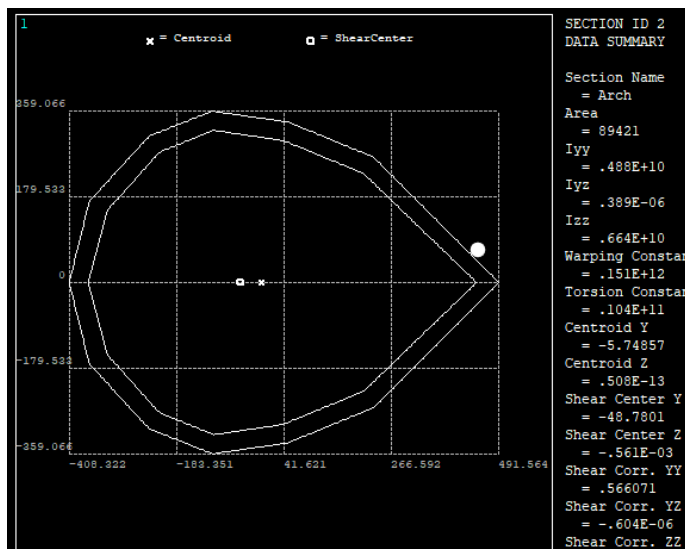 1
× = Centroid
= ShearCenter
359.066
179.533
0
-179.533
-359.066
-408.322 -183.351 41.621 266.592 491.564
SECTION ID 2
DATA SUMMARY
Section Name
= Arch
Area
= 89421
Iyy
= .488E+10
Iyz
= .389E-06
Izz
= .664E+10
Warping Constan
= .151E+12
Torsion Constan
= .104E+11
Centroid Y
= -5.74857
Centroid Z
= .508E-13
Shear Center Y
= -48.7801
Shear Center Z
= -.561E-03
Shear Corr. YY
= .566071
Shear Corr. YZ
= -.604E-06
Shear Corr. ZZ